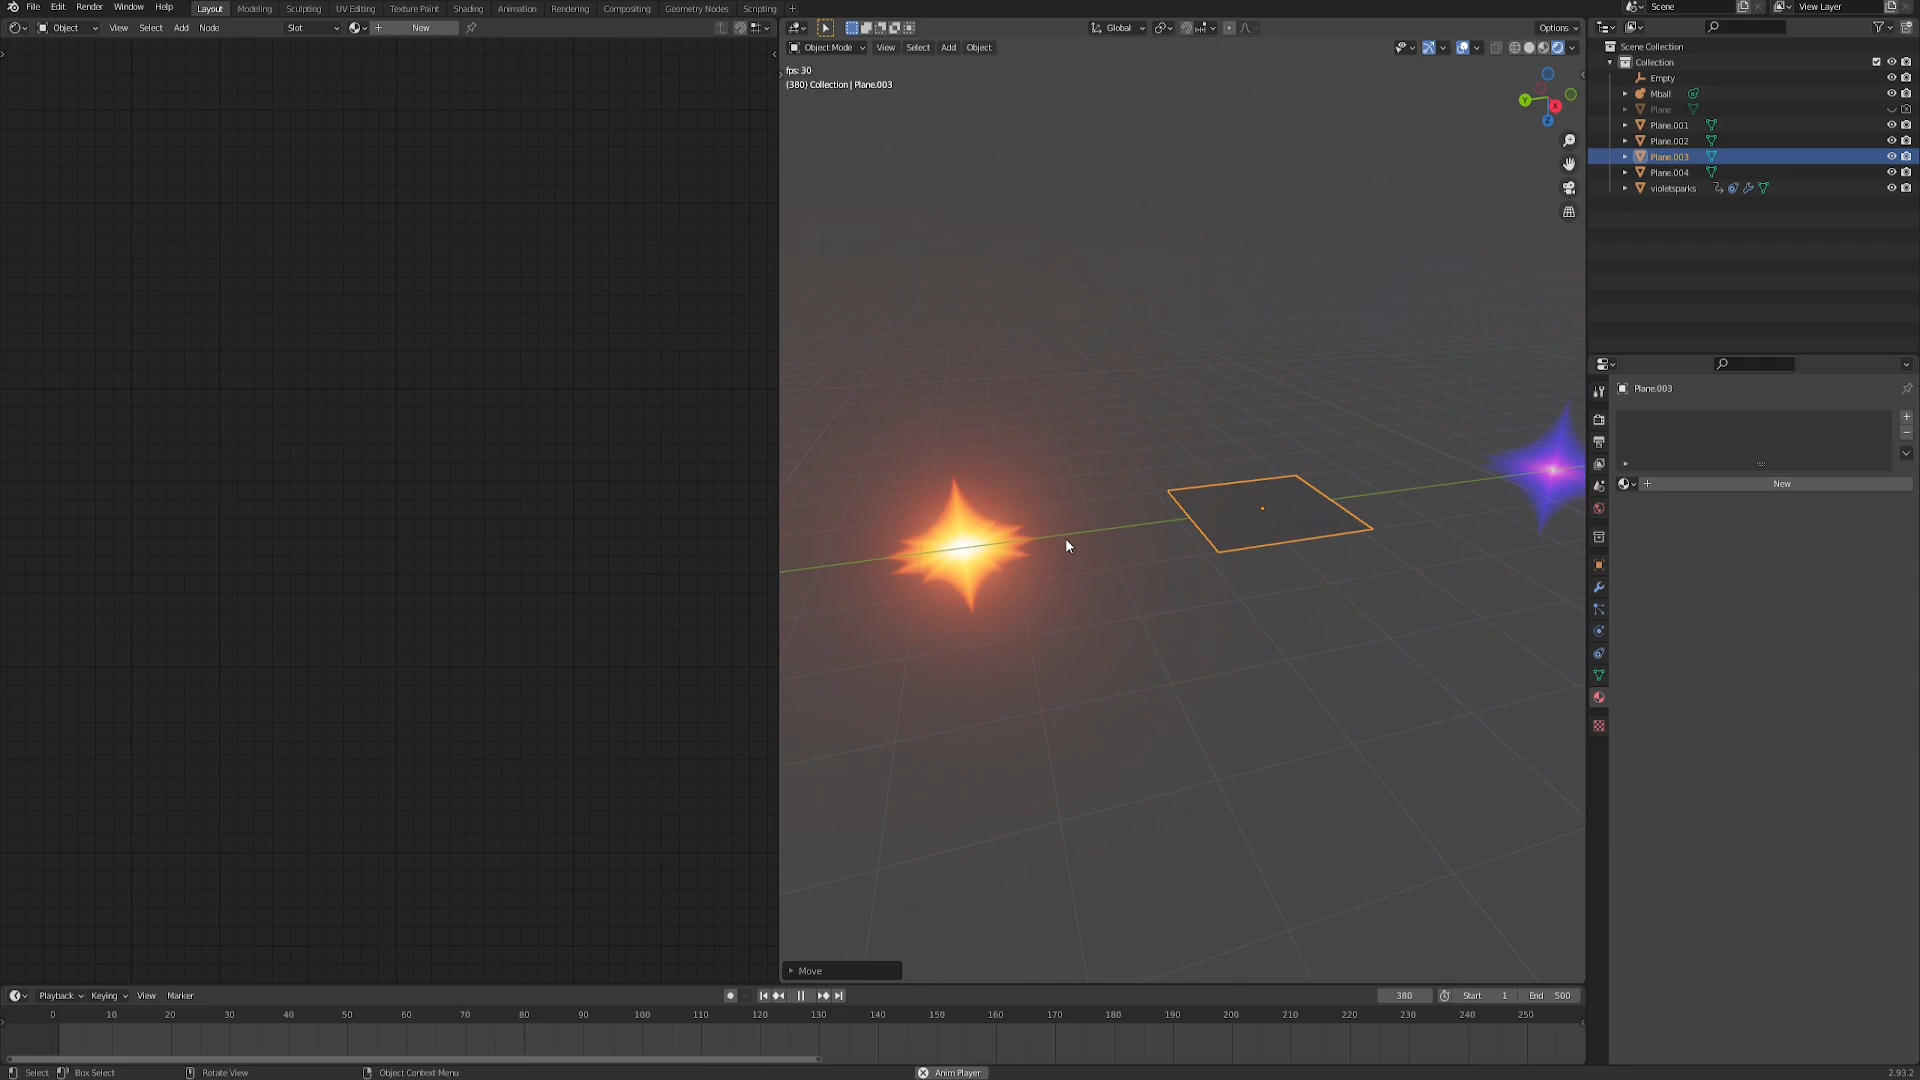 File Edit Render Window Help Layout Modeling Sculpting UV Editing Texture Paint Shading Animation Rendering Compositing Geometry Nodes Scripting + Scene View Layer
Object View Select Add Node Slot New Global Options
Object Mode View Select Add Object
Scene Collection
fps: 30
(380) Collection | Plane.003
Collection
Empty
Mball
Plane
Plane.001
Plane.002
Plane.003
Plane.004
violetsparks
Y
X
Z
Plane.003
New
Move
Playback Keying View Marker 380 Start 1 End 500
0 10 20 30 40 50 60 70 80 90 100 110 120 130 140 150 160 170 180 190 200 210 220 230 240 250
Select Box Select Rotate View Object Context Menu Anim Player 2.93.2